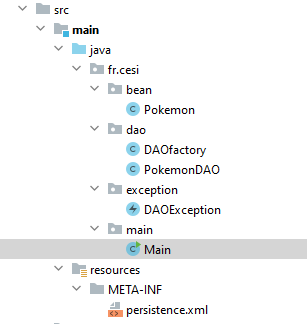 src
main
java
fr.cesi
bean
Pokemon
dao
DAOfactory
PokemonDAO
exception
DAOException
main
Main
resources
META-INF
persistence.xml